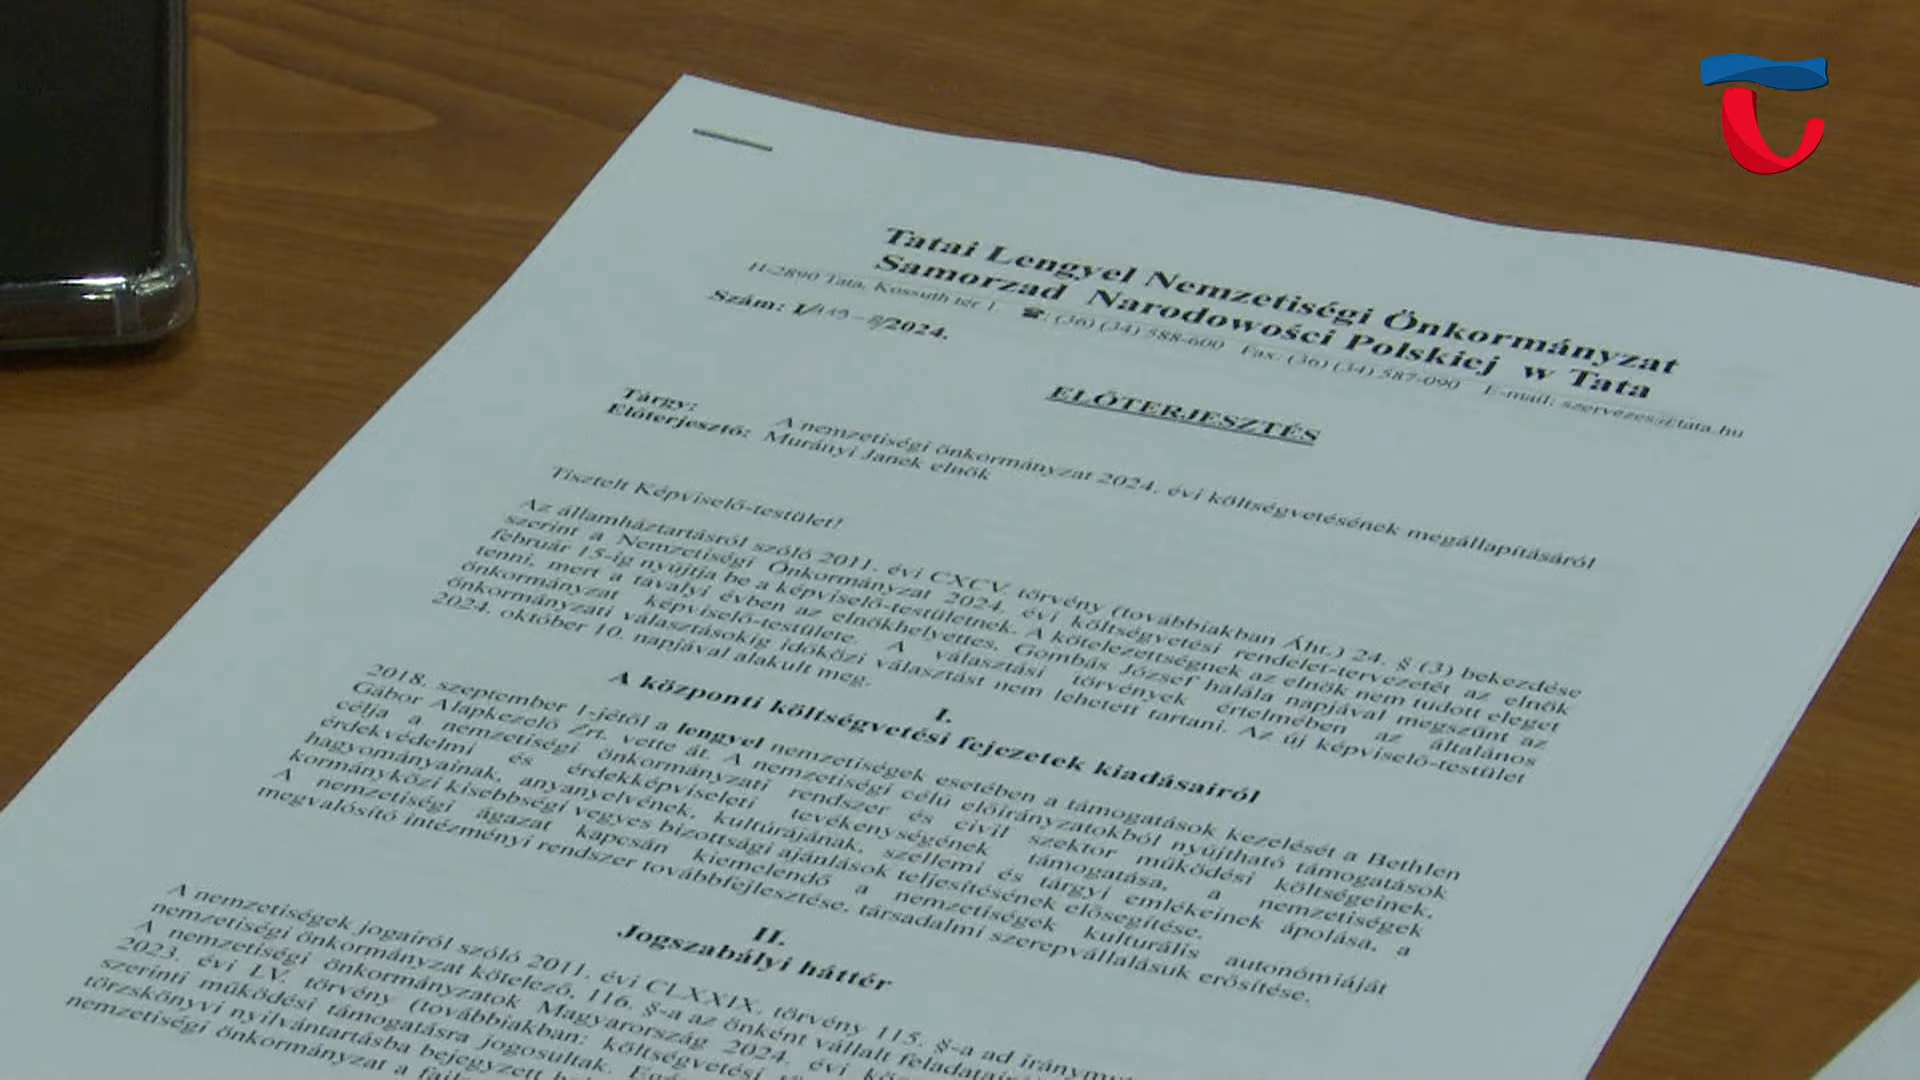 Tatai Lengyel Nemzetiségi Önkormányzat
Samorzad Narodowości Polskiej w Tata
H-2890 Tata, Kossuth tér 1. ☎: (36) (34) 588-600 Fax: (36) (34) 587-090 E-mail: szervezes@tata.hu
Szám: I/ /2024.
ELŐTERJESZTÉS
Tárgy: A nemzetiségi önkormányzat 2024. évi költségvetésének megállapításáról
Előterjesztő: Murányi Janek elnök
Tisztelt Képviselő-testület!
Az államháztartásról szóló 2011. évi CXCV. törvény (továbbiakban Áht.) 24. § (3) bekezdése
szerint a Nemzetiségi Önkormányzat 2024. évi költségvetési rendelet-tervezetét az elnök
február 15-ig nyújtja be a képviselő-testületnek. A kötelezettségnek az elnök nem tudott eleget
tenni, mert a tavalyi évben az elnökhelyettes, Gombás József halála napjával megszűnt az
önkormányzat képviselő-testülete. A választási törvények értelmében az általános
önkormányzati választásokig időközi választást nem lehetett tartani. Az új képviselő-testület
2024. október 10. napjával alakult meg.
I.
A központi költségvetési fejezetek kiadásairól
2018. szeptember 1-jétől a lengyel nemzetiségek esetében a támogatások kezelését a Bethlen
Gábor Alapkezelő Zrt. vette át. A nemzetiségi célú előirányzatokból nyújtható támogatások
célja a nemzetiségi önkormányzati rendszer és civil szektor működési költségeinek,
érdekvédelmi és érdekképviseleti tevékenységének támogatása, a nemzetiségek
hagyományainak, anyanyelvének, kultúrájának, szellemi és tárgyi emlékeinek ápolása, a
kormányközi kisebbségi vegyes bizottsági ajánlások teljesítésének elősegítése.
A nemzetiségi ágazat kapcsán kiemelendő a nemzetiségek kulturális autonómiáját
megvalósító intézményi rendszer továbbfejlesztése, társadalmi szerepvállalásuk erősítése.
II.
Jogszabályi háttér
A nemzetiségek jogairól szóló 2011. évi CLXXIX. törvény 115. §-a ad
nemzetiségi önkormányzat kötelező, 116. §-a az önként vállalt
A nemzetiségi önkormányzatok Magyarország 2024. évi
2023. évi LV. törvény (továbbiakban: költségvetési
szerinti működési támogatásra jogosultak.
törzskönyvi nyilvántartásba bejegyzett
nemzetiségi önkormányzat a